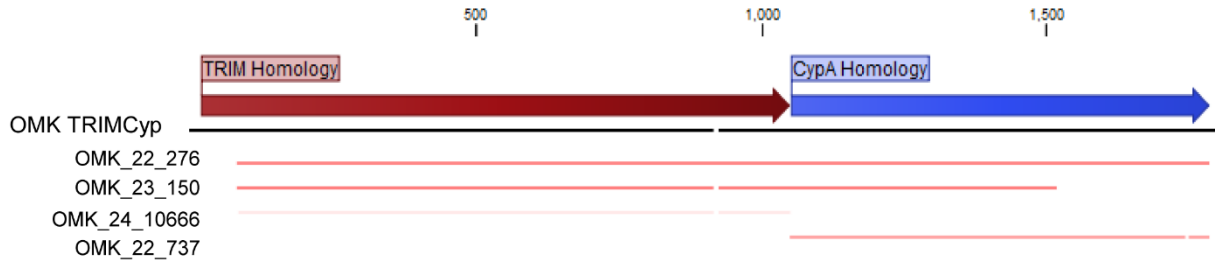 500 1,000 1,500
TRIM Homology CypA Homology
OMK TRIMCyp
OMK_22_276
OMK_23_150
OMK_24_10666
OMK_22_737